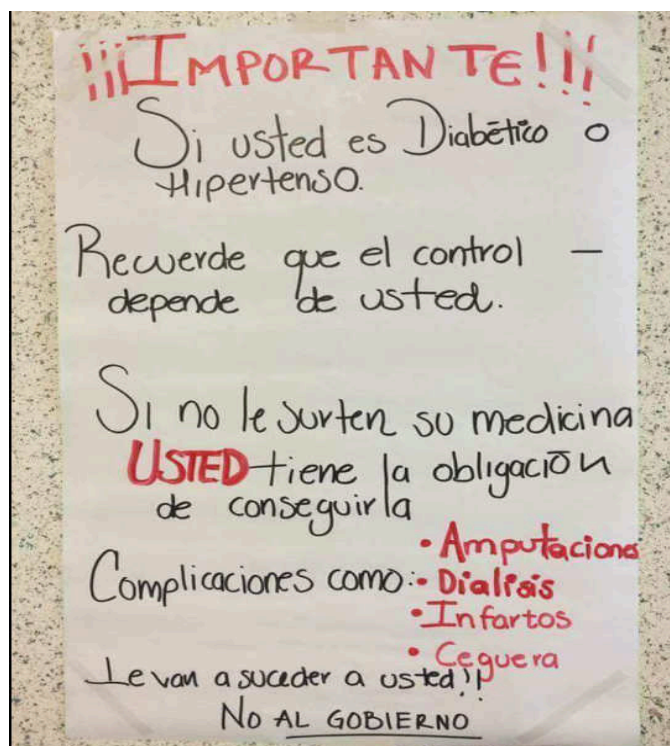 ¡¡¡IMPORTANTE!!!
Si usted es Diabético o
Hipertenso.
Recuerde que el control —
depende de usted.
Si no le surten su medicina
USTED tiene la obligación
de conseguirla
• Amputaciones
Complicaciones como: • Dialisis
• Infartos
• Ceguera
Le van a suceder a usted!!
NO AL GOBIERNO